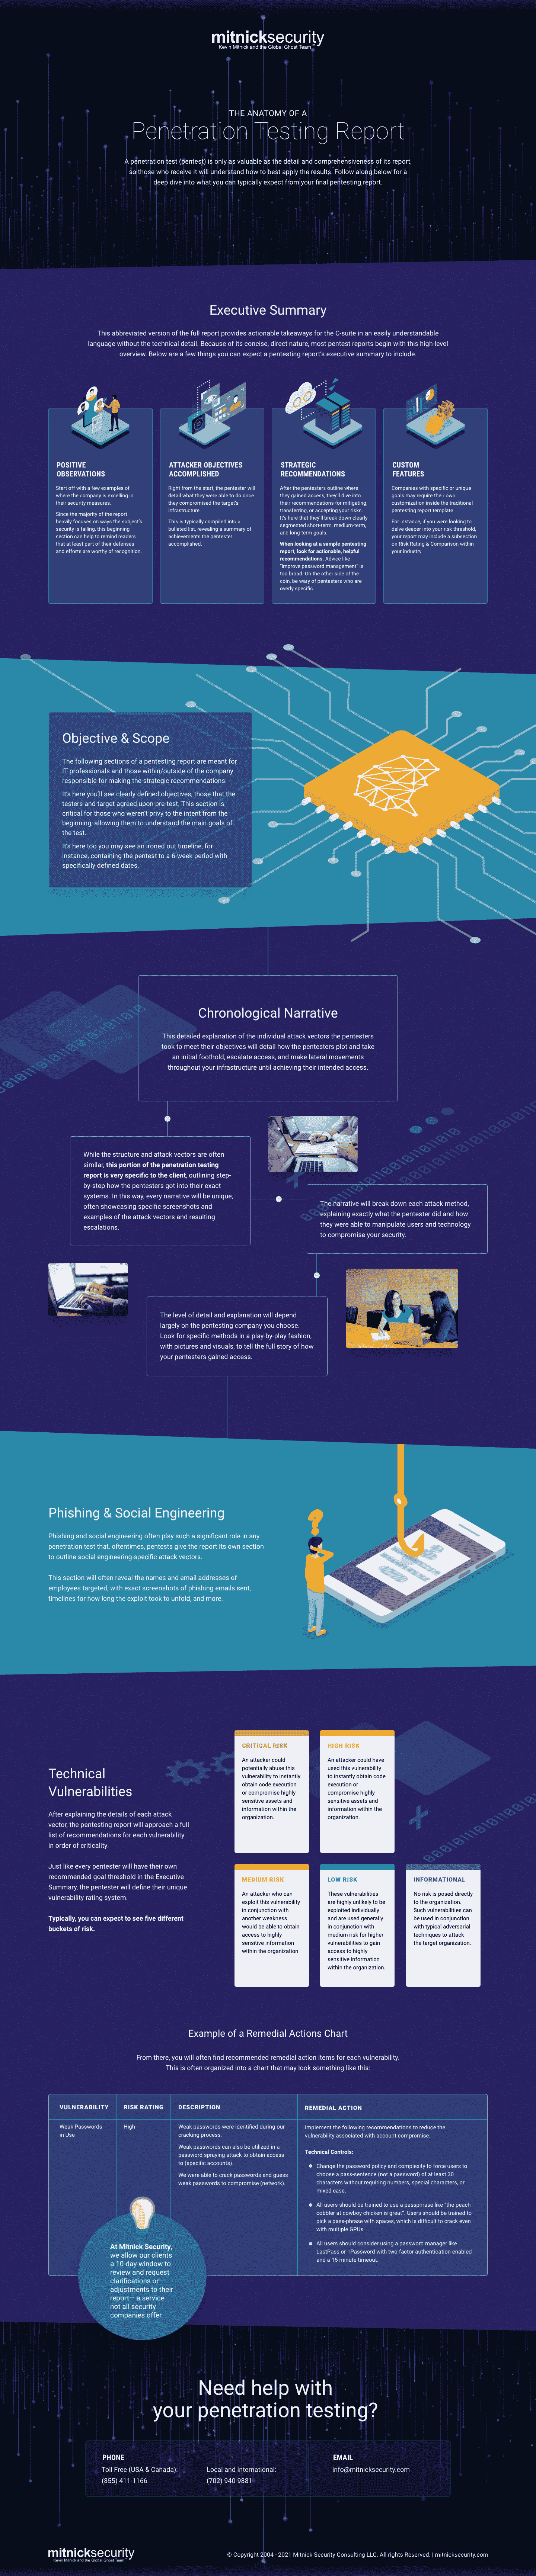 mitnicksecurity
Kevin Mitnick and the Global Ghost Team
THE ANATOMY OF A
Penetration Testing Report
A penetration test (pentest) is only as valuable as the detail and comprehensiveness of its report,
so those who receive it will understand how to best apply the results. Follow along below for a
deep dive into what you can typically expect from your final pentesting report.
Executive Summary
This abbreviated version of the full report provides actionable takeaways for the C-suite in an easily understandable
language without the technical detail. Because of its concise, direct nature, most pentest reports begin with this high-level
overview. Below are a few things you can expect a pentesting report's executive summary to include.
POSITIVE
OBSERVATIONS
Start off with a few examples of
where the company is excelling in
their security measures.
Since the majority of the report
heavily focuses on ways the subject's
security is failing, this beginning
section can help to remind readers
that at least part of their defenses
and efforts are worthy of recognition.
ATTACKER OBJECTIVES
ACCOMPLISHED
Right from the start, the pentester will
detail what they were able to do since
they compromised the target's
infrastructure.
This is typically compiled into a
bulleted list, revealing a summary of
achievements the pentester
accomplished.
STRATEGIC
RECOMMENDATIONS
After the pentesters outline where
they gained access, they'll dive into
their recommendations for mitigating,
transferring, or accepting your risks.
It's here that they'll break down clearly
segmented short-term, medium-term,
and long-term goals.
When looking at a sample pentesting
report, look for actionable, helpful
recommendations. Advice like
"improve password management" is
too broad. On the other side of the
coin, be wary of pentesters who are
overly specific.
CUSTOM
FEATURES
Companies with specific or unique
goals may require their own
customization inside the traditional
pentesting report template.
For instance, if you were looking to
delve deeper into your risk threshold,
your report may include a subsection
on Risk Rating & Comparison within
your industry.
Objective & Scope
The following sections of a pentesting report are meant for
IT professionals and those within/outside of the company
responsible for making the strategic recommendations.
It's here you'll see clearly defined objectives, those that the
testers and target agreed upon pre-test. This section is
critical for those who weren't privy to the intent from the
beginning, allowing them to understand the main goals of
the test.
It's here too you may see an ironed out timeline, for
instance, containing the pentest to a 6-week period with
specifically defined dates.
Chronological Narrative
This detailed explanation of the individual attack vectors the pentesters
took to meet their objectives will detail how the pentesters plot and take
an initial foothold, escalate access, and make lateral movements
throughout your infrastructure until achieving their intended access.
While the structure and attack vectors are often
similar, this portion of the penetration testing
report is very specific to the client, outlining step-
by-step how the pentesters got into their exact
systems. In this way, every narrative will be unique,
often showcasing specific screenshots and
examples of the attack vectors and resulting
escalations.
The narrative will break down each attack method,
explaining exactly what the pentester did and how
they were able to manipulate users and technology
to compromise your security.
The level of detail and explanation will depend
largely on the pentesting company you choose.
Look for specific methods in a play-by-play fashion,
with pictures and visuals, to tell the full story of how
your pentesters gained access.
Phishing & Social Engineering
Phishing and social engineering often play such a significant role in any
penetration test that, oftentimes, pentests give the report its own section
to outline social engineering-specific attack vectors.
This section will often reveal the names and email addresses of
employees targeted, with exact screenshots of phishing emails sent,
timelines for how long the exploit took to unfold, and more.
Technical
Vulnerabilities
After explaining the details of each attack
vector, the pentesting report will approach a full
list of recommendations for each vulnerability
in order of criticality.
Just like every pentester will have their own
recommended goal threshold in the Executive
Summary, the pentester will define their unique
vulnerability rating system.
Typically, you can expect to see five different
buckets of risk.
CRITICAL RISK
An attacker could
potentially abuse this
vulnerability to instantly
obtain code execution
or compromise highly
sensitive assets and
information within the
organization.
HIGH RISK
An attacker could have
used this vulnerability
to instantly obtain code
execution or
compromise highly
sensitive assets and
information within the
organization.
MEDIUM RISK
An attacker who can
exploit this vulnerability
in conjunction with
another weakness
would be able to obtain
access to highly
sensitive information
within the organization.
LOW RISK
These vulnerabilities
are highly unlikely to be
exploited individually
and are used generally
in conjunction with
medium risk for higher
vulnerabilities to gain
access to highly
sensitive information
within the organization.
INFORMATIONAL
No risk is posed directly
to the organization.
Such vulnerabilities can
be used in conjunction
with typical adversarial
techniques to attack
the target organization.
Example of a Remedial Actions Chart
From there, you will often find recommended remedial action items for each vulnerability.
This is often organized into a chart that may look something like this:
VULNERABILITY
RISK RATING
DESCRIPTION
REMEDIAL ACTION
Weak Passwords
in Use
High
Weak passwords were identified during our
cracking process.
Weak passwords can also be utilized in a
password spraying attack to obtain access
to (specific accounts).
We were able to crack passwords and guess
weak passwords to compromise (network).
Implement the following recommendations to reduce the
vulnerability associated with account compromise.
Technical Controls:
Change the password policy and complexity to force users to
choose a pass-sentence (not a password) of at least 30
characters without requiring numbers, special characters, or
mixed case.
All users should be trained to use a passphrase like "the peach
cobbler at cowboy chicken is great". Users should be trained to
pick a pass-phrase with spaces, which is difficult to crack even
with multiple GPUs
All users should consider using a password manager like
LastPass or 1Password with two-factor authentication enabled
and a 15-minute timeout.
At Mitnick Security,
we allow our clients
a 10-day window to
review and request
clarifications or
adjustments to their
report— a service
not all security
companies offer.
Need help with
your penetration testing?
PHONE
Toll Free (USA & Canada):
(855) 411-1166
Local and International:
(702) 940-9881
EMAIL
info@mitnicksecurity.com
mitnicksecurity
Kevin Mitnick and the Global Ghost Team
© Copyright 2004 - 2021 Mitnick Security Consulting LLC. All rights Reserved. | mitnicksecurity.com